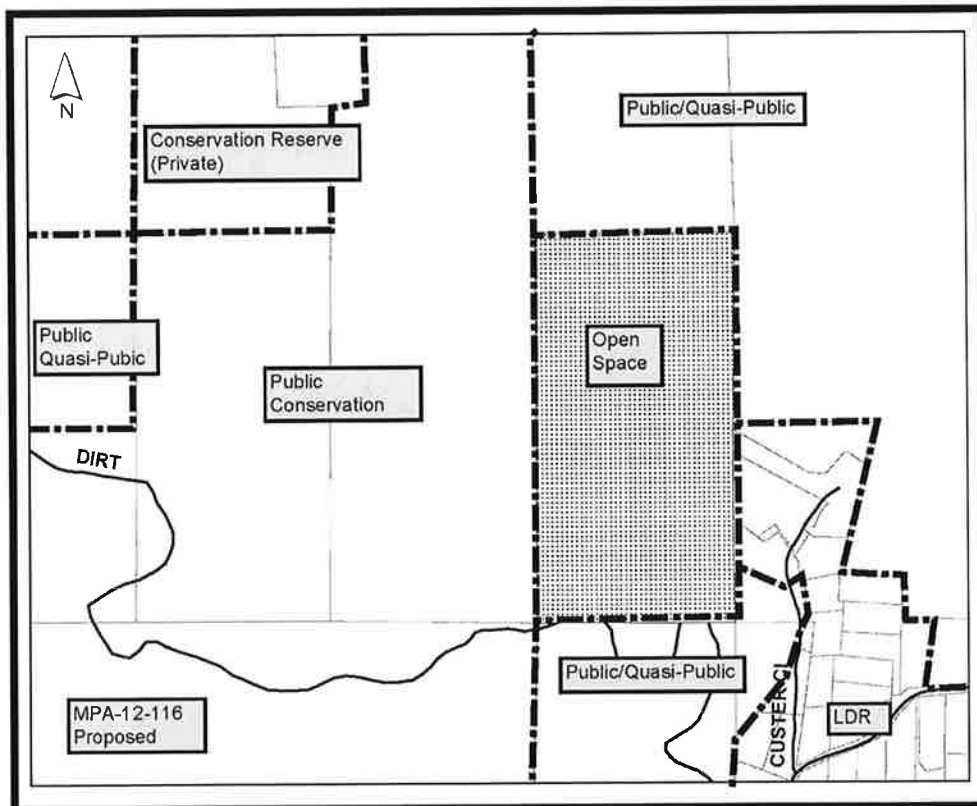 N
Conservation Reserve
(Private)
Public/Quasi-Public
Public
Quasi-Pubic
Public
Conservation
Open
Space
DIRT
Public/Quasi-Public
MPA-12-116
Proposed
CUSTER CI
LDR